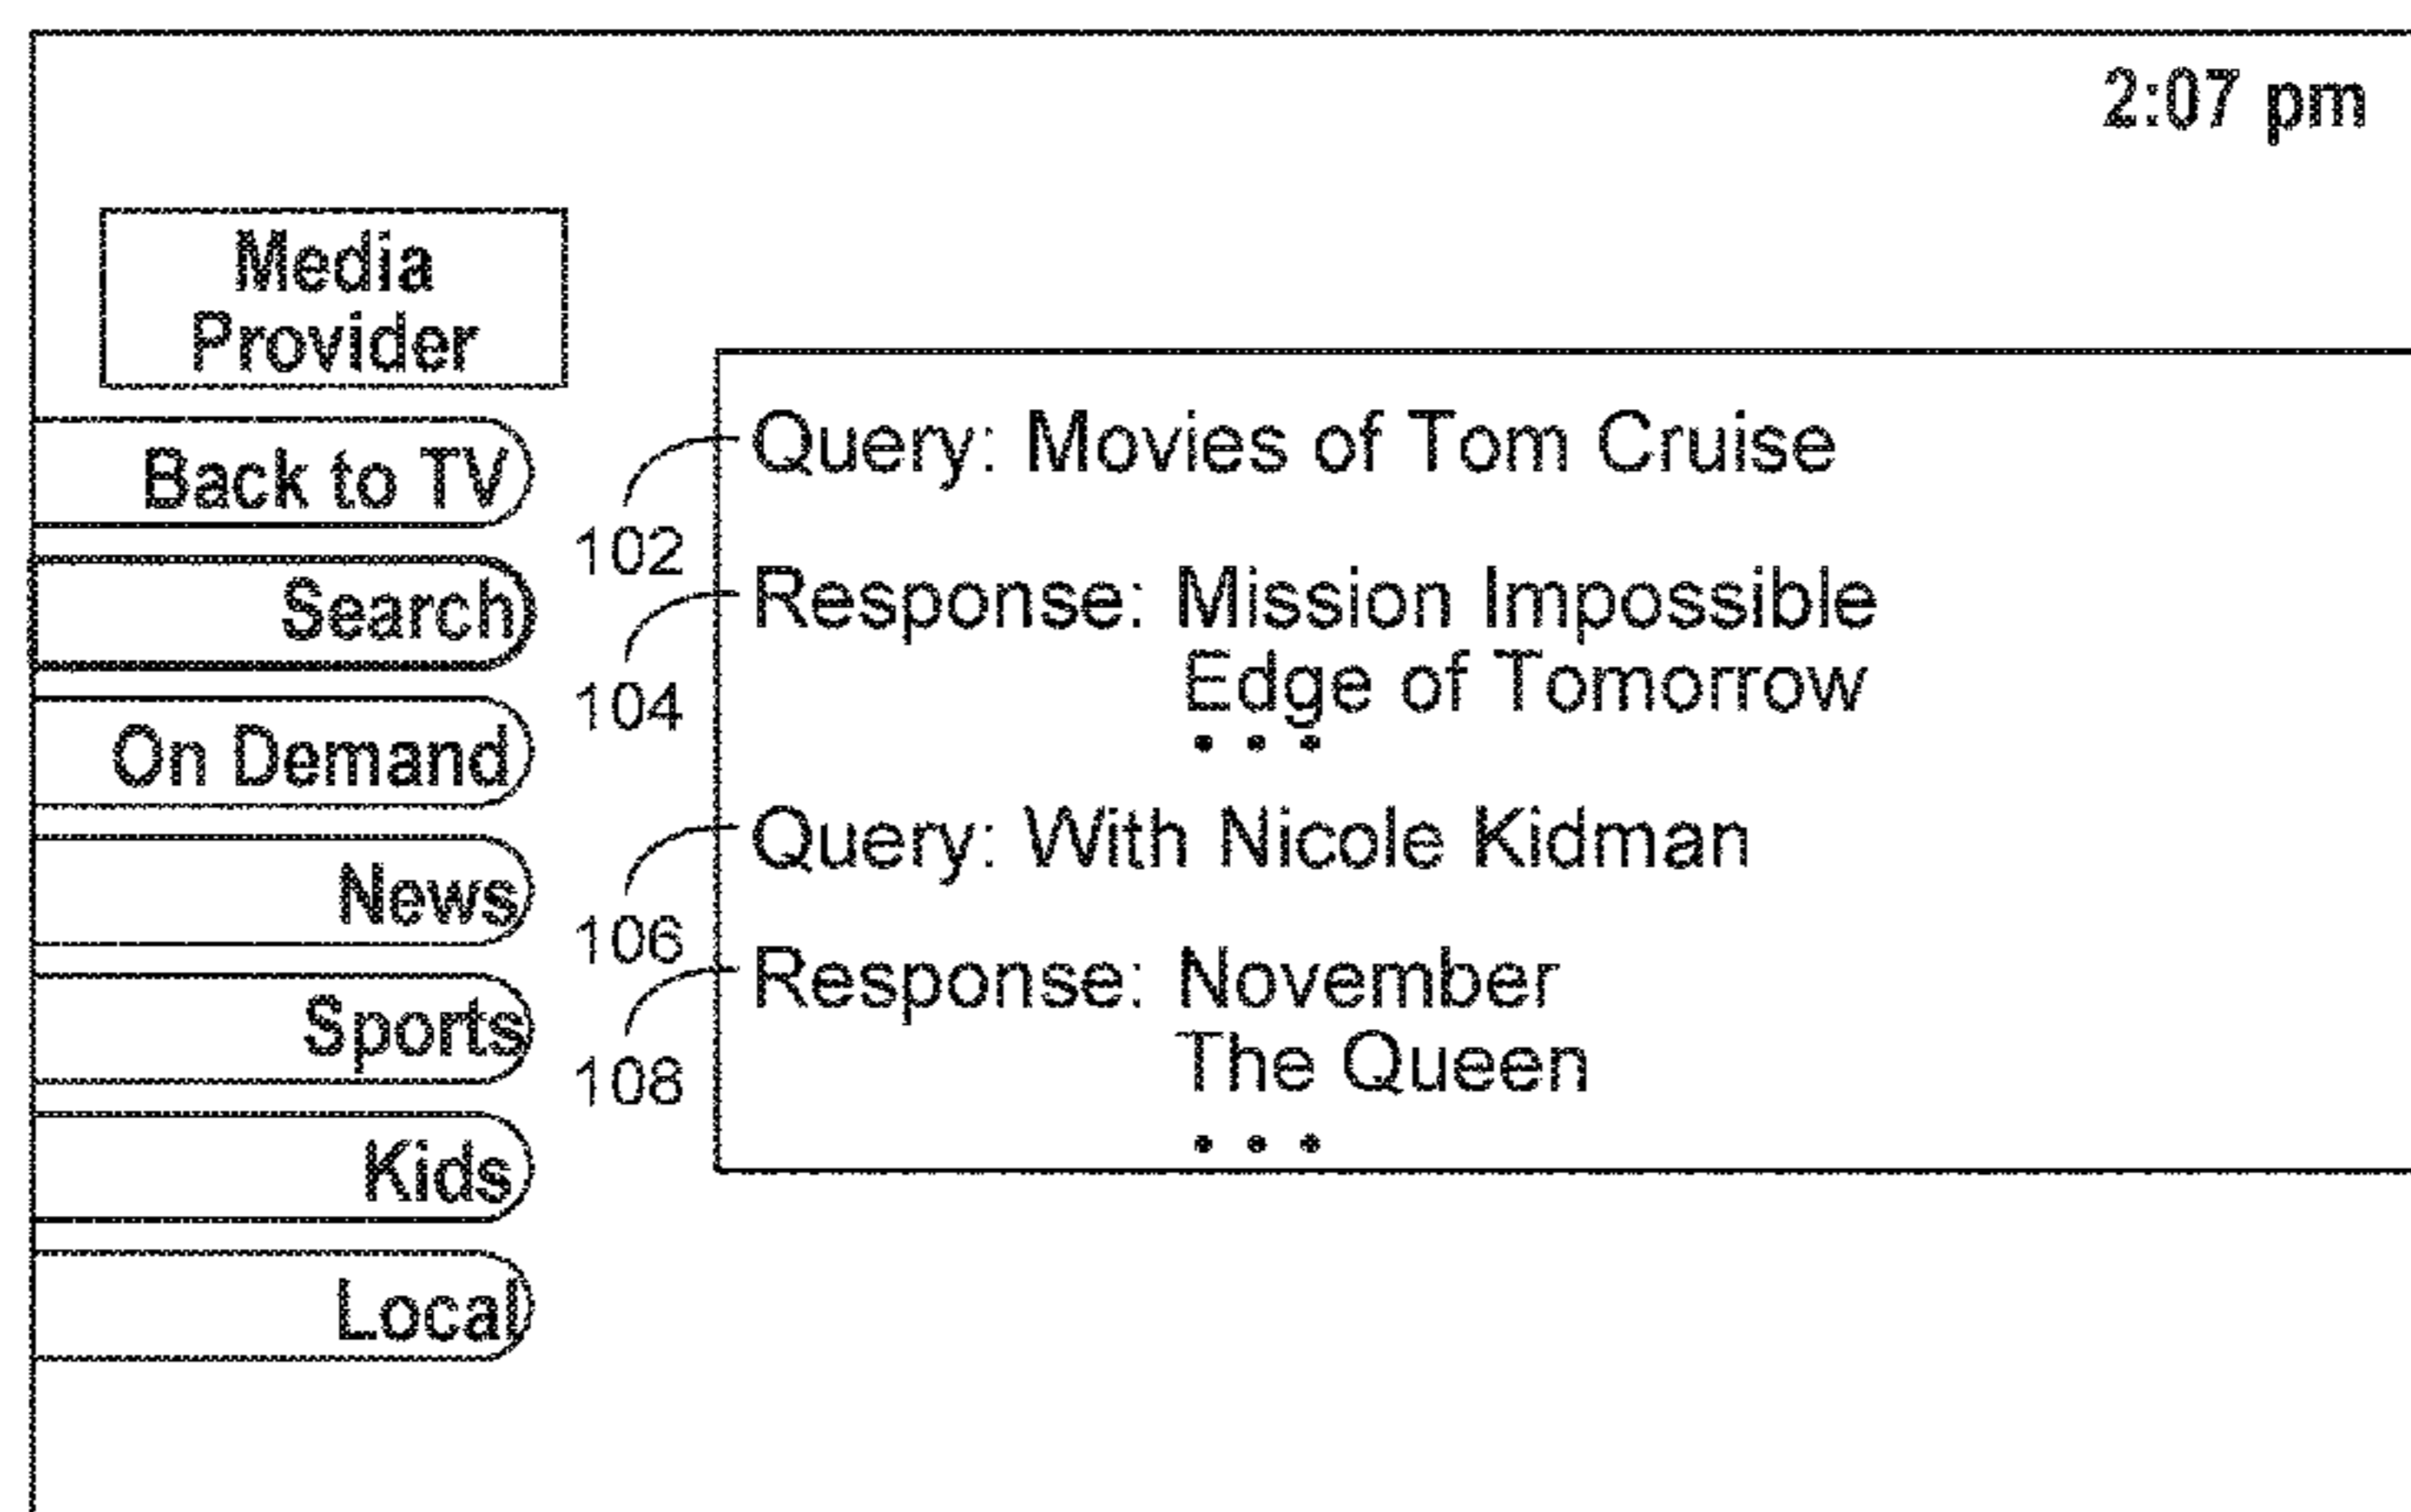 2:07 pm
Media
Provider
Back to TV
Search
On Demand
News
Sports
Kids
Local
102
Query: Movies of Tom Cruise
104
Response: Mission Impossible
Edge of Tomorrow
• • •
106
Query: With Nicole Kidman
108
Response: November
The Queen
• • •